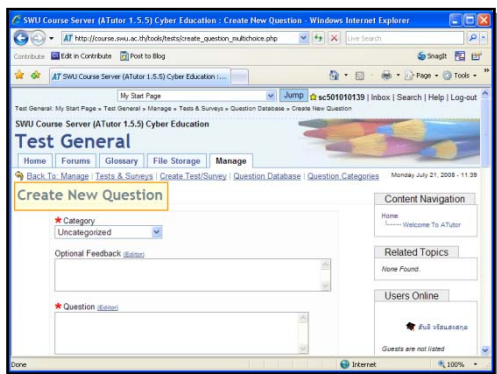 SWU Course Server (ATutor 1.5.5) Cyber Education : Create New Question - Windows Internet Explorer
http://course.swu.ac.th/tools/tests/create_question_multichoice.php
Live Search
Contribute Edit in Contribute Post to Blog
SnagIt
SWU Course Server (ATutor 1.5.5) Cyber Education : ...
Page Tools
My Start Page Jump sc501010139 | Inbox | Search | Help | Log-out
Test General: My Start Page » Test General » Manage » Tests & Surveys » Question Database » Create New Question
SWU Course Server (ATutor 1.5.5) Cyber Education
Test General
Home Forums Glossary File Storage Manage
Back To: Manage | Tests & Surveys | Create Test/Survey | Question Database | Question Categories Monday July 21, 2008 - 11:39
Create New Question
Content Navigation
Home
Welcome To ATutor
* Category
Uncategorized
Optional Feedback (Editor)
Related Topics
None Found.
* Question (Editor)
Users Online
Guests are not listed
Done Internet 100%